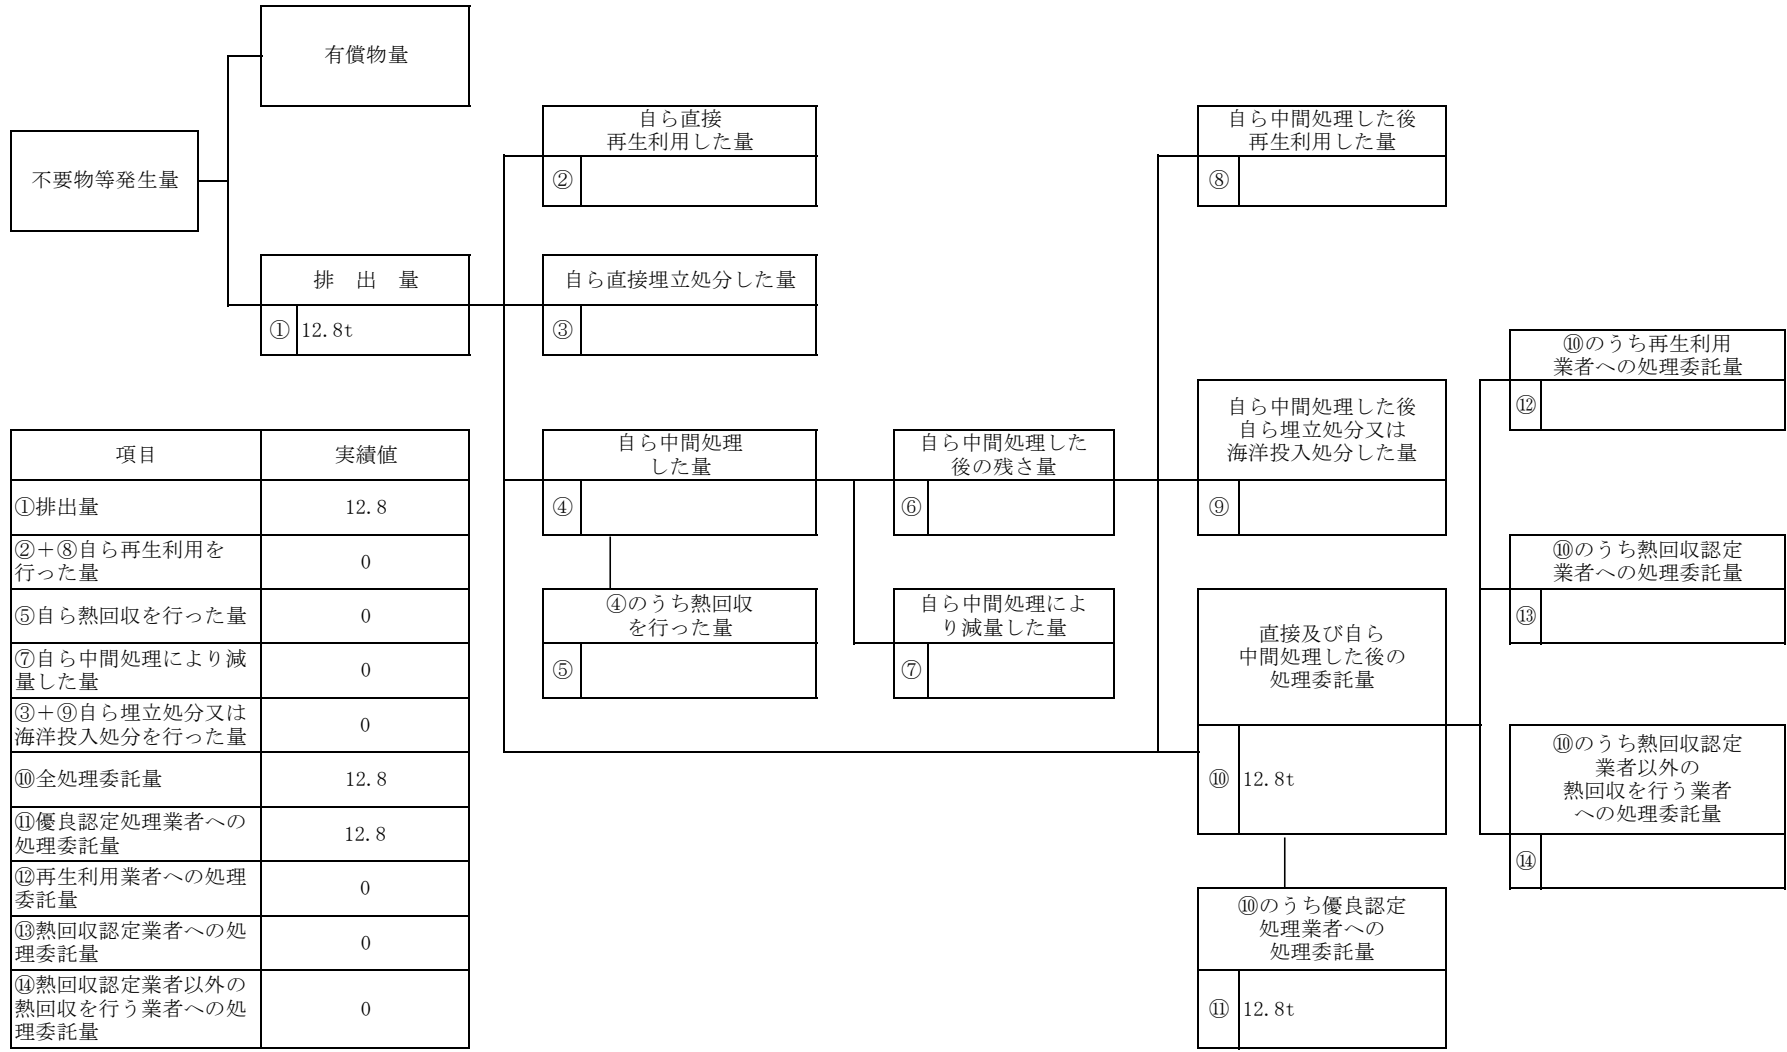 有償物量
不要物等発生量
排 出 量
① 12.8t
自ら直接
再生利用した量
②
自ら直接埋立処分した量
③
自ら中間処理
した量
④
④のうち熱回収
を行った量
⑤
自ら中間処理した
後の残さ量
⑥
自ら中間処理によ
り減量した量
⑦
自ら中間処理した後
再生利用した量
⑧
自ら中間処理した後
自ら埋立処分又は
海洋投入処分した量
⑨
直接及び自ら
中間処理した後の
処理委託量
⑩ 12.8t
⑩のうち優良認定
処理業者への
処理委託量
⑪ 12.8t
⑩のうち再生利用
業者への処理委託量
⑫
⑩のうち熱回収認定
業者への処理委託量
⑬
⑩のうち熱回収認定
業者以外の
熱回収を行う業者
への処理委託量
⑭
項目 実績値
①排出量 12.8
②＋⑧自ら再生利用を
行った量 0
⑤自ら熱回収を行った量 0
⑦自ら中間処理により減
量した量 0
③＋⑨自ら埋立処分又は
海洋投入処分を行った量 0
⑩全処理委託量 12.8
⑪優良認定処理業者への
処理委託量 12.8
⑫再生利用業者への処理
委託量 0
⑬熱回収認定業者への処
理委託量 0
⑭熱回収認定業者以外の
熱回収を行う業者への処
理委託量 0